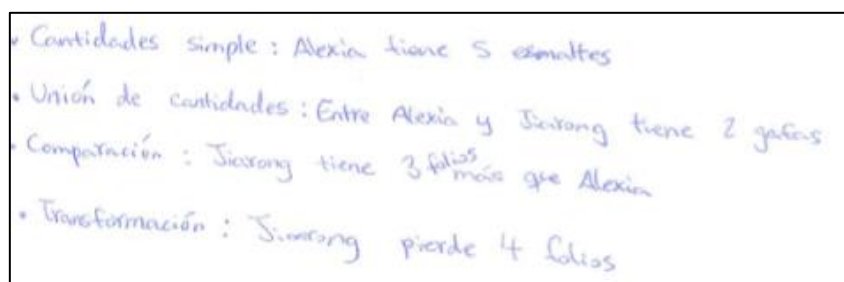 • Cantidades simple : Alexia tiene 5 esmaltes
• Unión de cantidades : Entre Alexia y Jiarong tiene 2 gafas
• Comparación : Jiarong tiene 3 folios más que Alexia
• Transformación : Jiarong pierde 4 folios